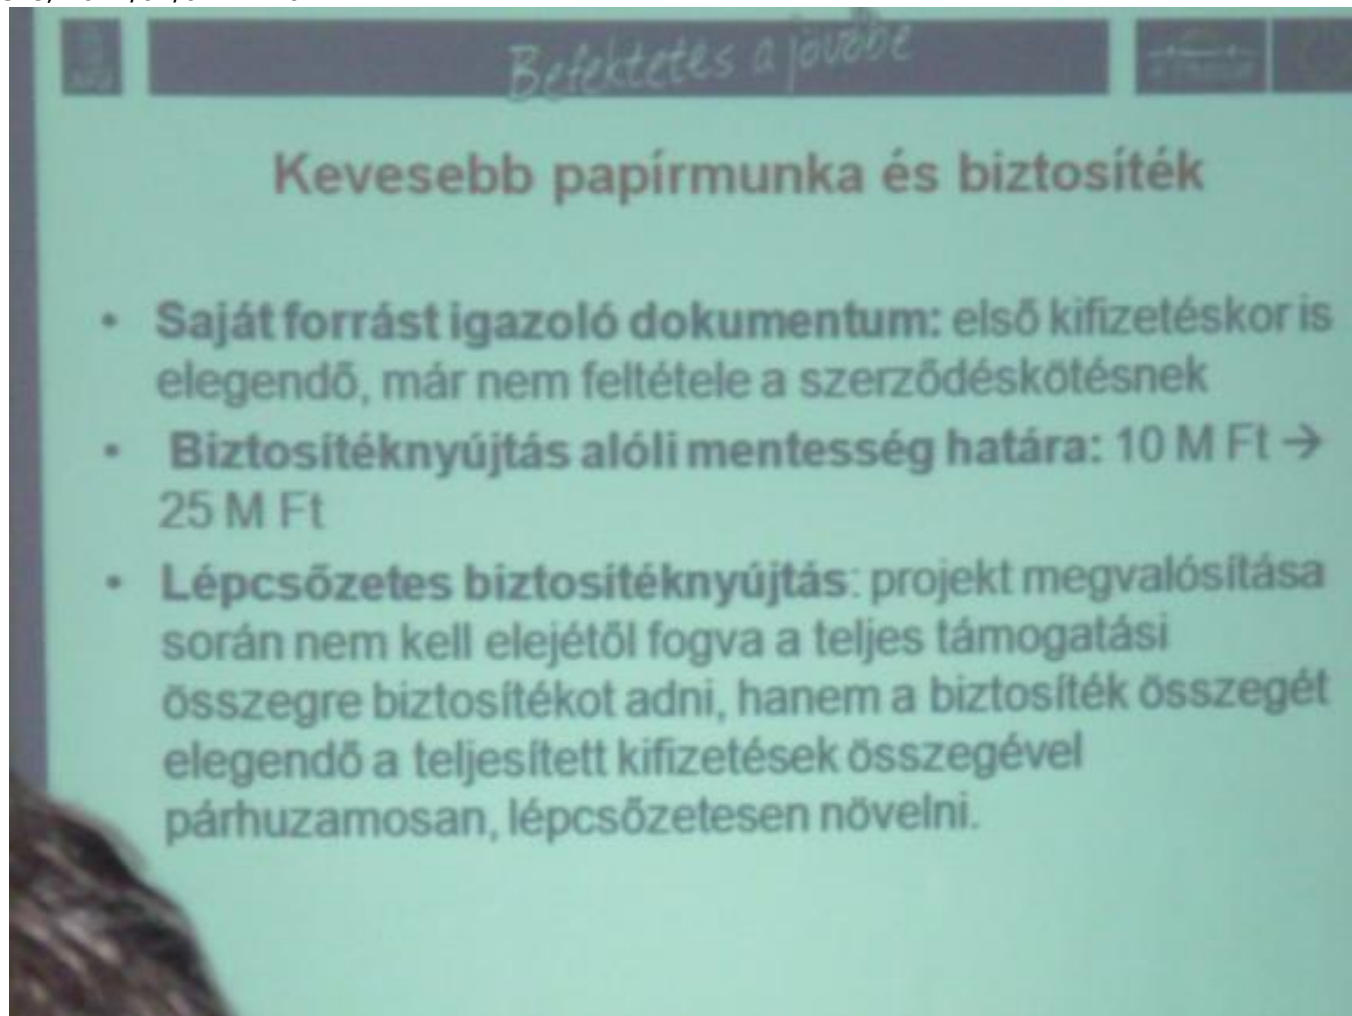 Befektetés a jövőbe
Kevesebb papírmunka és biztosíték
• Saját forrást igazoló dokumentum: első kifizetéskor is
elegendő, már nem feltétele a szerződéskötésnek
• Biztosítéknyújtás alóli mentesség határa: 10 M Ft →
25 M Ft
• Lépcsőzetes biztosítéknyújtás: projekt megvalósítása
során nem kell elejétől fogva a teljes támogatási
összegre biztosítékot adni, hanem a biztosíték összegét
elegendő a teljesített kifizetések összegével
párhuzamosan, lépcsőzetesen növelni.